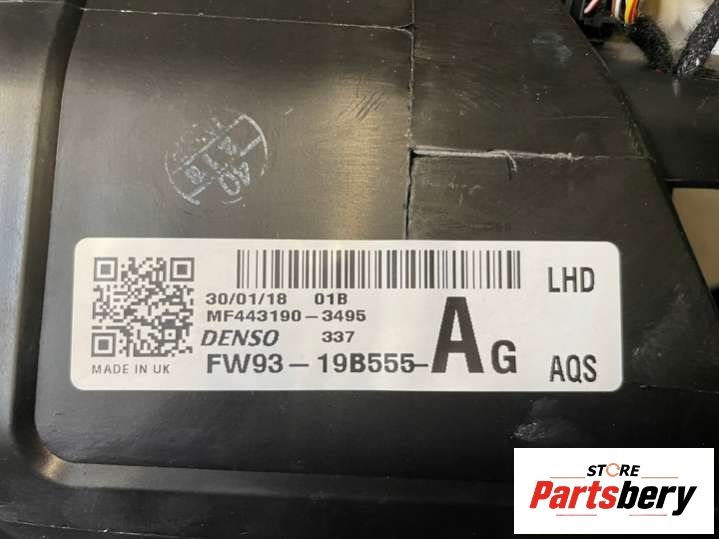 LHD
30/01/18 01B
MF443190-3495
DENSO 337
FW93-19B555-AG
MADE IN UK
AQS
STORE
Partsbery